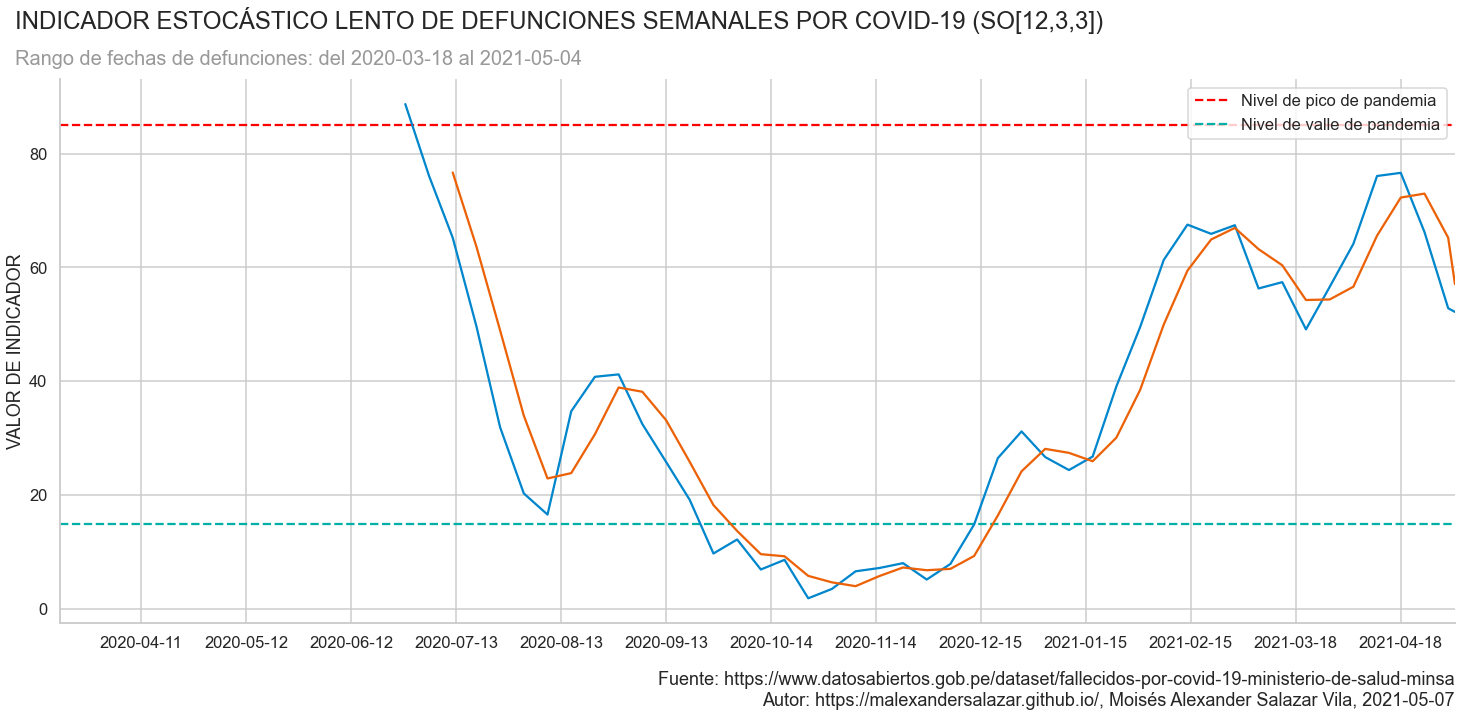 INDICADOR ESTOCÁSTICO LENTO DE DEFUNCIONES SEMANALES POR COVID-19 (SO[12,3,3])
Rango de fechas de defunciones: del 2020-03-18 al 2021-05-04
Nivel de pico de pandemia
Nivel de valle de pandemia
VALOR DE INDICADOR
80
60
40
20
0
2020-04-11 2020-05-12 2020-06-12 2020-07-13 2020-08-13 2020-09-13 2020-10-14 2020-11-14 2020-12-15 2021-01-15 2021-02-15 2021-03-18 2021-04-18
Fuente: https://www.datosabiertos.gob.pe/dataset/fallecidos-por-covid-19-ministerio-de-salud-minsa
Autor: https://malexandersalazar.github.io/, Moisés Alexander Salazar Vila, 2021-05-07